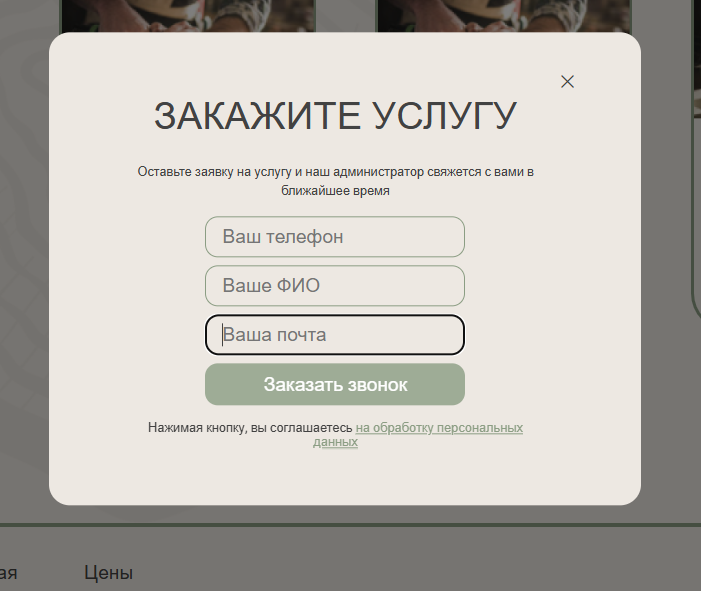 ЗАКАЖИТЕ УСЛУГУ
Оставьте заявку на услугу и наш администратор свяжется с вами в
ближайшее время
Ваш телефон
Ваше ФИО
Ваша почта
Заказать звонок
Нажимая кнопку, вы соглашаетесь на обработку персональных
данных
ая Цены